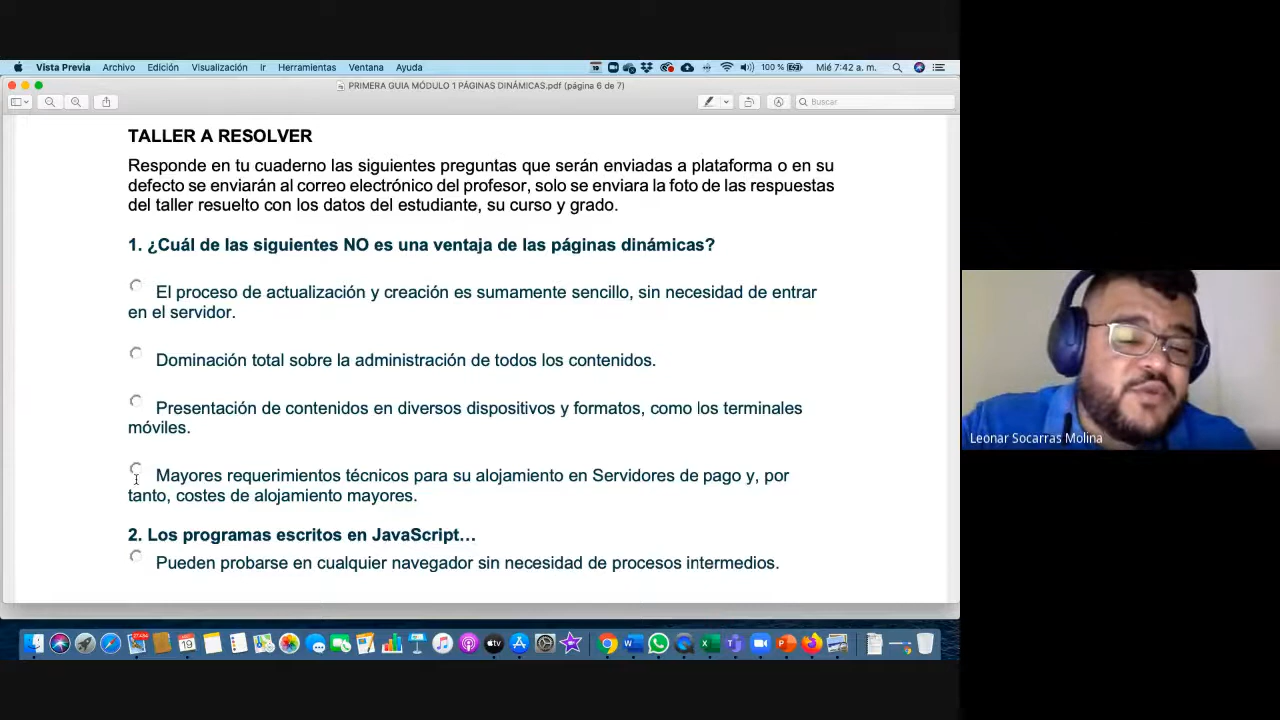 Vista Previa Archivo Edición Visualización Ir Herramientas Ventana Ayuda
19
100 %
Mié 7:42 a. m.
PRIMERA GUIA MÓDULO 1 PÁGINAS DINÁMICAS.pdf (página 6 de 7)
Buscar
TALLER A RESOLVER
Responde en tu cuaderno las siguientes preguntas que serán enviadas a plataforma o en su
defecto se enviarán al correo electrónico del profesor, solo se enviara la foto de las respuestas
del taller resuelto con los datos del estudiante, su curso y grado.
1. ¿Cuál de las siguientes NO es una ventaja de las páginas dinámicas?
El proceso de actualización y creación es sumamente sencillo, sin necesidad de entrar
en el servidor.
Dominación total sobre la administración de todos los contenidos.
Presentación de contenidos en diversos dispositivos y formatos, como los terminales
móviles.
Mayores requerimientos técnicos para su alojamiento en Servidores de pago y, por
tanto, costes de alojamiento mayores.
2. Los programas escritos en JavaScript…
Pueden probarse en cualquier navegador sin necesidad de procesos intermedios.
Leonar Socarras Molina
19
tv